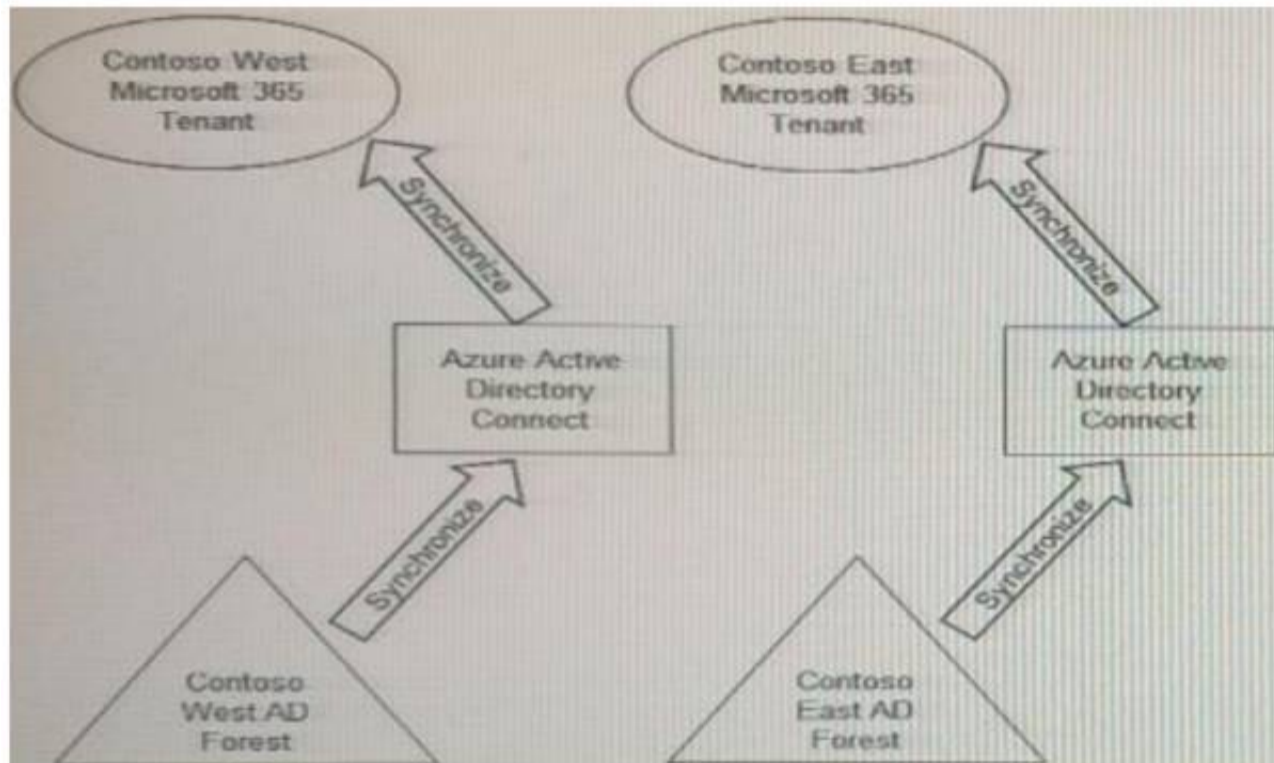 Contoso West
Microsoft 365
Tenant
Contoso East
Microsoft 365
Tenant
Synchronize
Synchronize
Azure Active
Directory
Connect
Azure Active
Directory
Connect
Synchronize
Synchronize
Contoso
West AD
Forest
Contoso
East AD
Forest